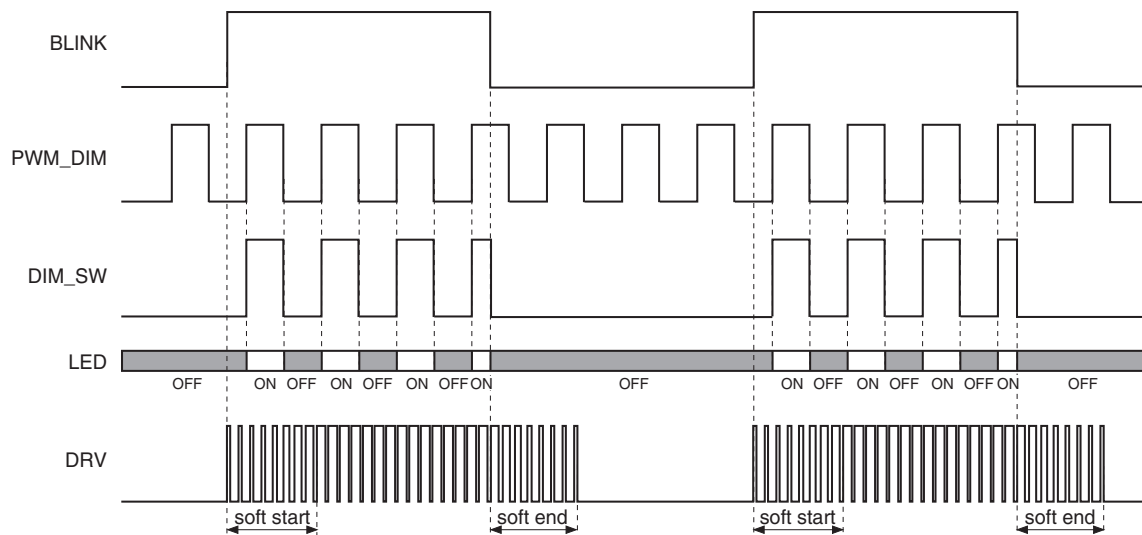 BLINK
PWM_DIM
DIM_SW
LED
OFF ON OFF ON OFF ON OFF ON OFF ON OFF ON OFF ON OFF ON OFF
DRV
soft start soft end soft start soft end